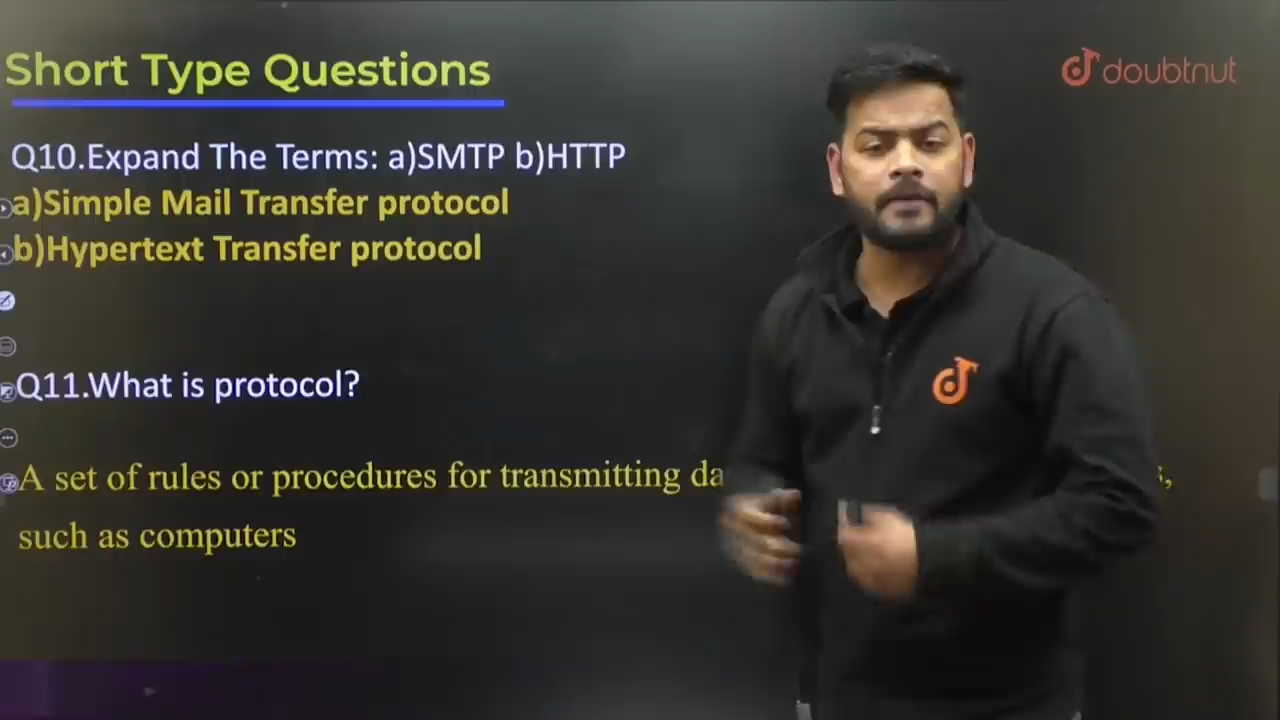 Short Type Questions
doubtnut
Q10.Expand The Terms: a)SMTP b)HTTP
a)Simple Mail Transfer protocol
b)Hypertext Transfer protocol
Q11.What is protocol?
A set of rules or procedures for transmitting
such as computers